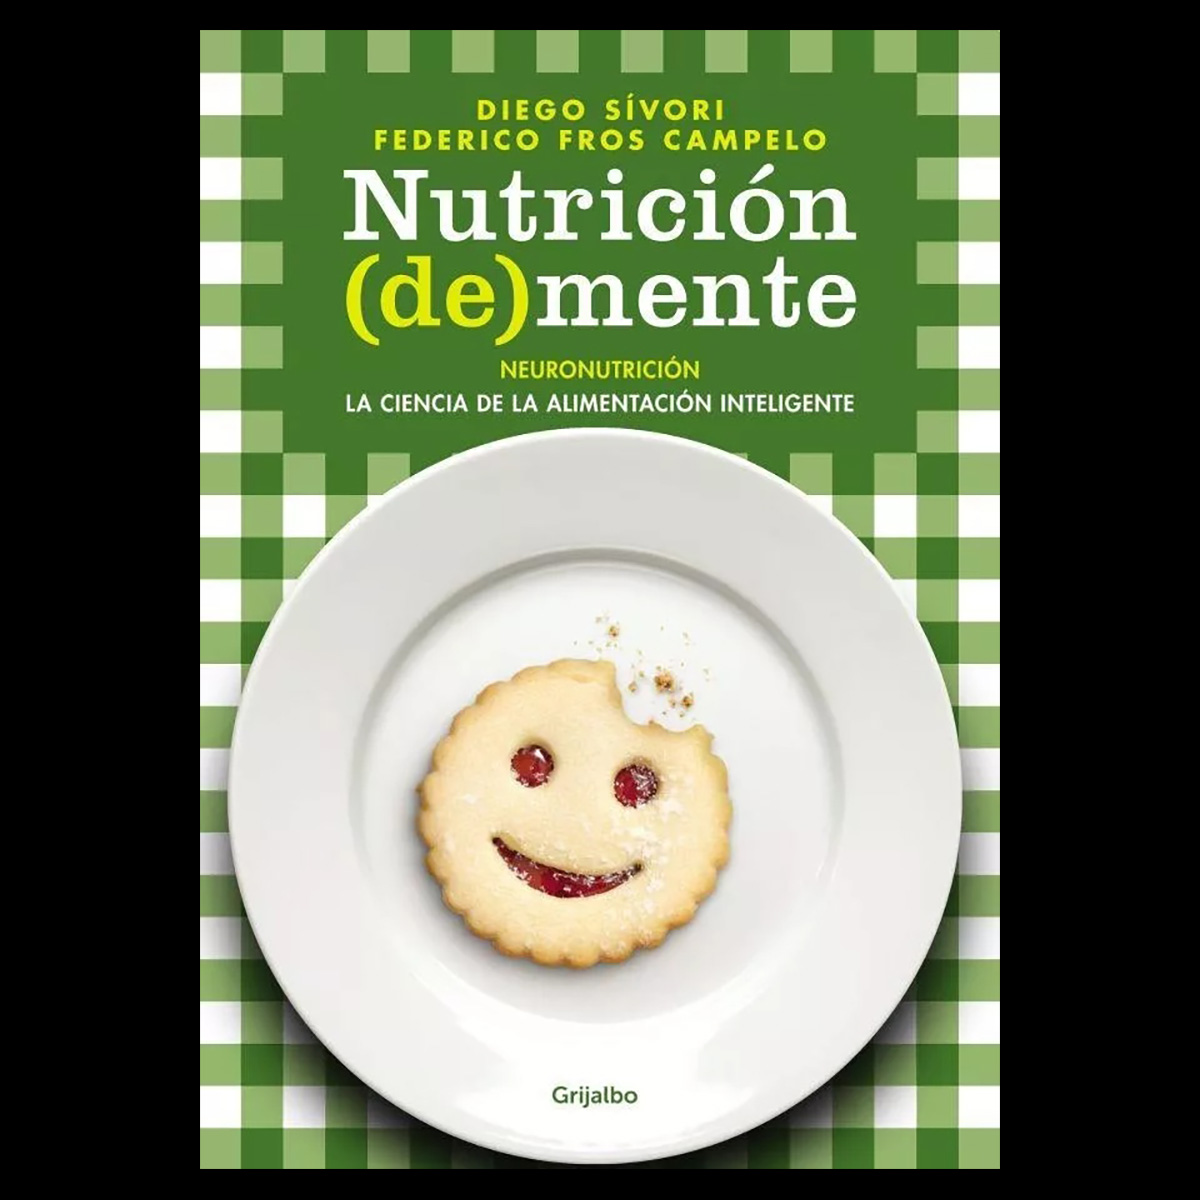 DIEGO SÍVORI
FEDERICO FROS CAMPELO
Nutrición
(de)mente
NEURONUTRICIÓN
LA CIENCIA DE LA ALIMENTACIÓN INTELIGENTE
Grijalbo